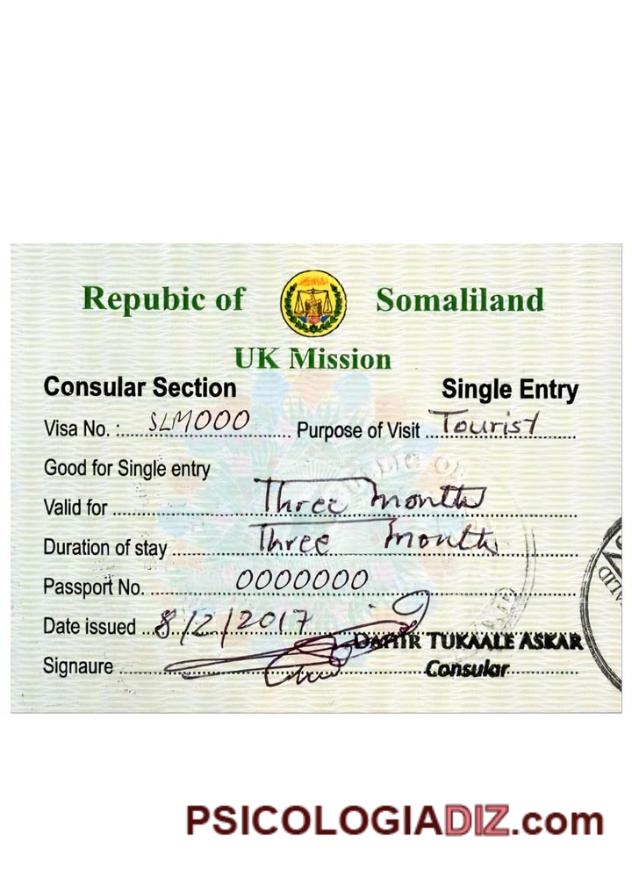 Repubic of Somaliland
UK Mission
Consular Section Single Entry
Visa No. : SLM000 Purpose of Visit Tourist
Good for Single entry
Valid for Three months
Duration of stay Three months
Passport No. 0000000
Date issued 8/2/2017
DAHIR TUKAALE ASKAR
Signaure Consular
PSICOLOGIADIZ.com